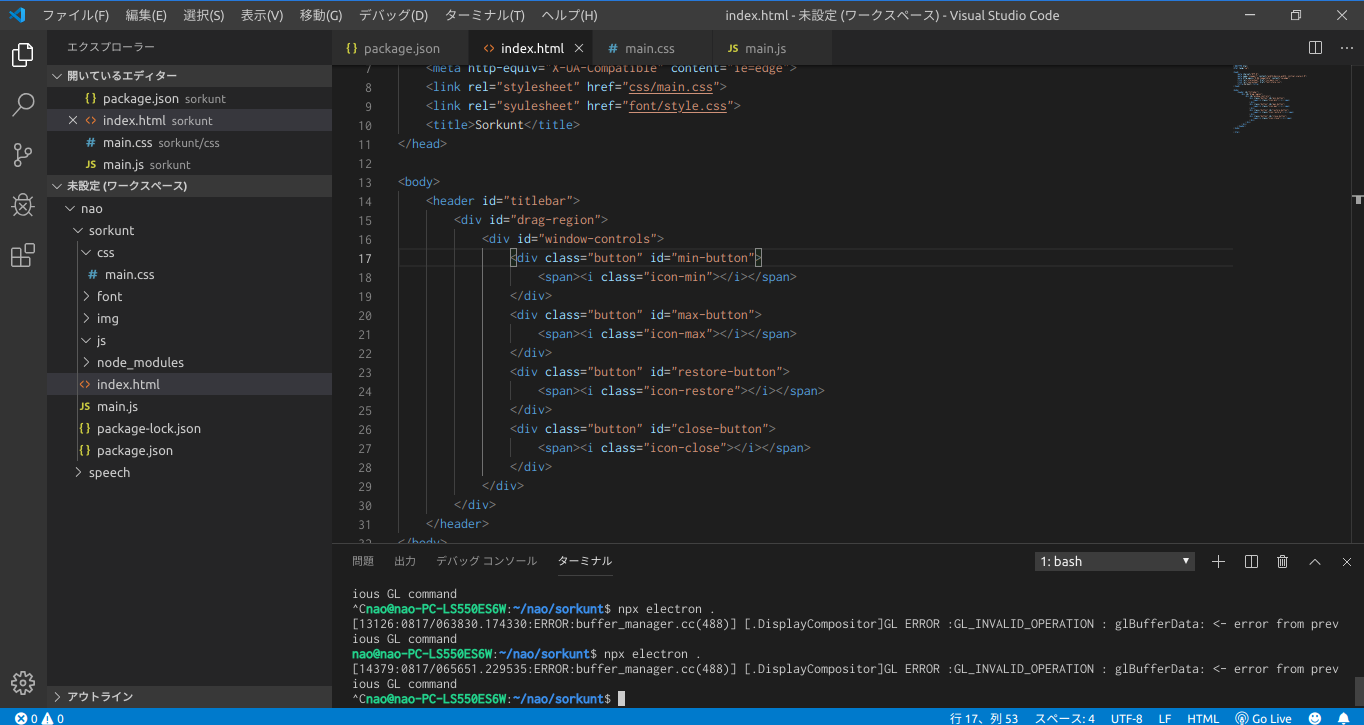 ファイル(F) 編集(E) 選択(S) 表示(V) 移動(G) デバッグ(D) ターミナル(T) ヘルプ(H) index.html - 未設定 (ワークスペース) - Visual Studio Code
エクスプローラー
開いているエディター
{} package.json sorkunt
<> index.html sorkunt
# main.css sorkunt/css
JS main.js sorkunt
未設定 (ワークスペース)
nao
sorkunt
css
# main.css
font
img
js
node_modules
<> index.html
JS main.js
{} package-lock.json
{} package.json
speech
アウトライン
{} package.json <> index.html # main.css JS main.js
7 <meta http-equiv="X-UA-Compatible" content="ie=edge">
8 <link rel="stylesheet" href="css/main.css">
9 <link rel="syulesheet" href="font/style.css">
10 <title>Sorkunt</title>
11 </head>
12
13 <body>
14 <header id="titlebar">
15 <div id="drag-region">
16 <div id="window-controls">
17 <div class="button" id="min-button">
18 <span><i class="icon-min"></i></span>
19 </div>
20 <div class="button" id="max-button">
21 <span><i class="icon-max"></i></span>
22 </div>
23 <div class="button" id="restore-button">
24 <span><i class="icon-restore"></i></span>
25 </div>
26 <div class="button" id="close-button">
27 <span><i class="icon-close"></i></span>
28 </div>
29 </div>
30 </div>
31 </header>
32 </body>
問題 出力 デバッグ コンソール ターミナル 1: bash
ious GL command
^Cnao@nao-PC-LS550ES6W:~/nao/sorkunt$ npx electron .
[13126:0817/063830.174330:ERROR:buffer_manager.cc(488)] [.DisplayCompositor]GL ERROR :GL_INVALID_OPERATION : glBufferData: <- error from prev
ious GL command
nao@nao-PC-LS550ES6W:~/nao/sorkunt$ npx electron .
[14379:0817/065651.229535:ERROR:buffer_manager.cc(488)] [.DisplayCompositor]GL ERROR :GL_INVALID_OPERATION : glBufferData: <- error from prev
ious GL command
^Cnao@nao-PC-LS550ES6W:~/nao/sorkunt$
0 0 行 17、列 53 スペース: 4 UTF-8 LF HTML Go Live